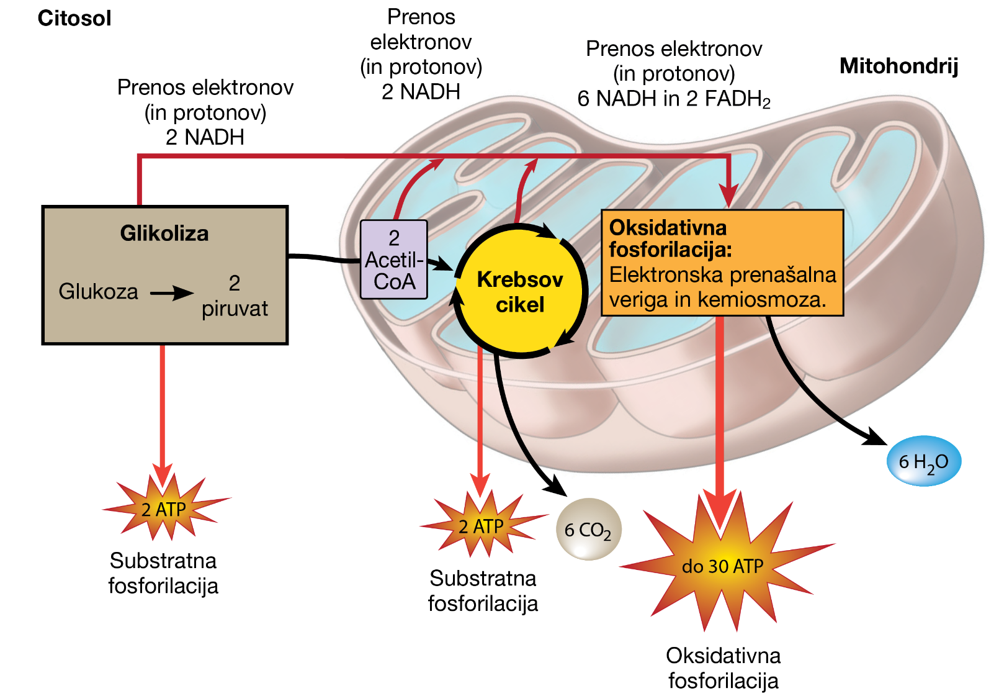 Citosol
Prenos
elektronov
(in protonov)
2 NADH
Prenos elektronov
(in protonov)
6 NADH in 2 FADH₂
Mitohondrij
Prenos elektronov
(in protonov)
2 NADH
Glikoliza
Glukoza
2
piruvat
2
Acetil-
CoA
Krebsov
cikel
Oksidativna
fosforilacija:
Elektronska prenašalna
veriga in kemiosmoza.
6 H₂O
2 ATP
2 ATP
6 CO₂
do 30 ATP
Substratna
fosforilacija
Substratna
fosforilacija
Oksidativna
fosforilacija